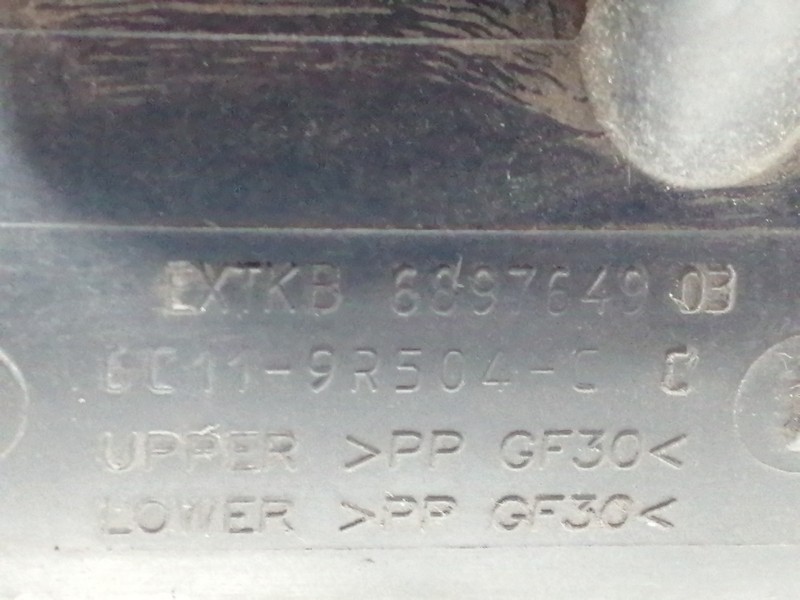 EXTKB 6897649 03
6C11-9R504-C C
UPPER >PP GF30<
LOWER >PP GF30<